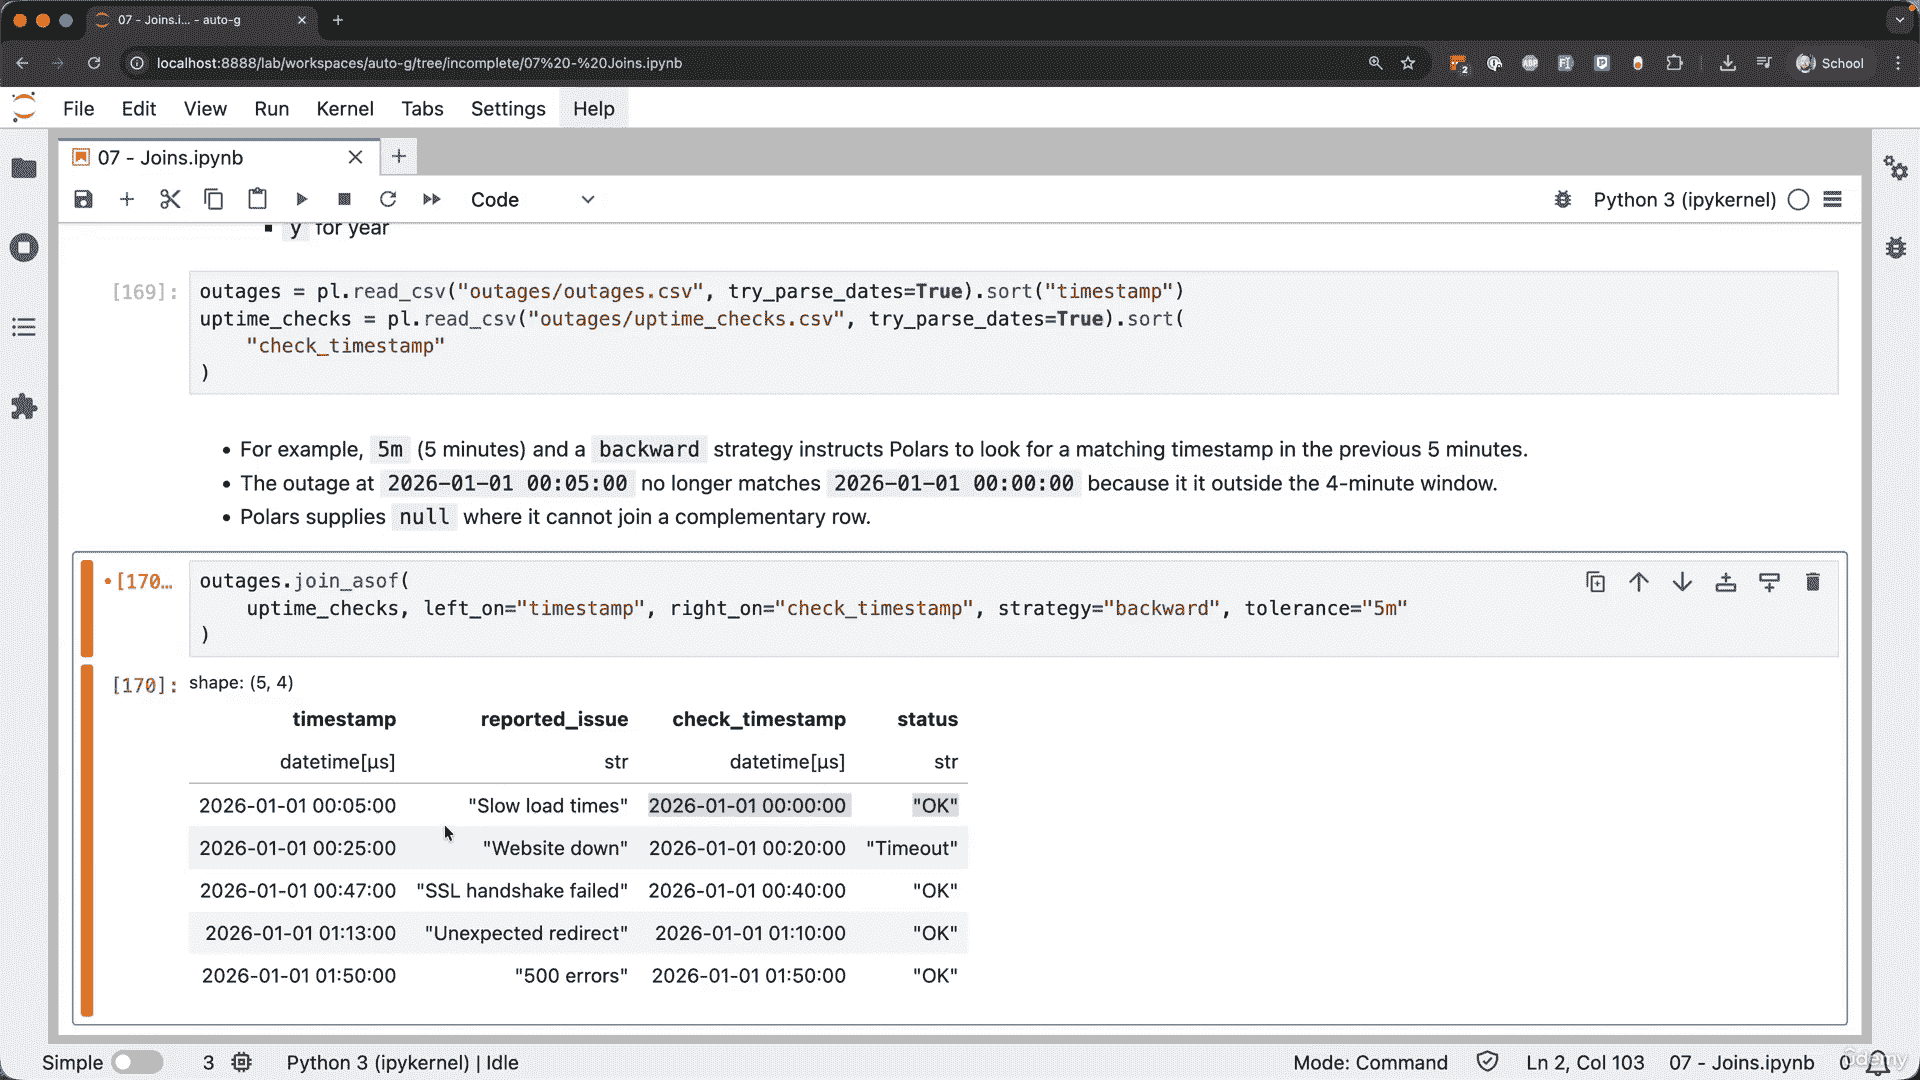 07 - Joins.i... - auto-g
localhost:8888/lab/workspaces/auto-g/tree/incomplete/07%20-%20Joins.ipynb
2
ABP
School
File Edit View Run Kernel Tabs Settings Help
07 - Joins.ipynb
Code
Python 3 (ipykernel)
y for year
[169]:
outages = pl.read_csv("outages/outages.csv", try_parse_dates=True).sort("timestamp")
uptime_checks = pl.read_csv("outages/uptime_checks.csv", try_parse_dates=True).sort(
"check_timestamp"
)
• For example, 5m (5 minutes) and a backward strategy instructs Polars to look for a matching timestamp in the previous 5 minutes.
• The outage at 2026-01-01 00:05:00 no longer matches 2026-01-01 00:00:00 because it it outside the 4-minute window.
• Polars supplies null where it cannot join a complementary row.
•[170…
outages.join_asof(
uptime_checks, left_on="timestamp", right_on="check_timestamp", strategy="backward", tolerance="5m"
)
[170]: shape: (5, 4)
timestamp reported_issue check_timestamp status
datetime[μs] str datetime[μs] str
2026-01-01 00:05:00 "Slow load times" 2026-01-01 00:00:00 "OK"
2026-01-01 00:25:00 "Website down" 2026-01-01 00:20:00 "Timeout"
2026-01-01 00:47:00 "SSL handshake failed" 2026-01-01 00:40:00 "OK"
2026-01-01 01:13:00 "Unexpected redirect" 2026-01-01 01:10:00 "OK"
2026-01-01 01:50:00 "500 errors" 2026-01-01 01:50:00 "OK"
Simple 3 Python 3 (ipykernel) | Idle Mode: Command Ln 2, Col 103 07 - Joins.ipynb 0
ûdemy